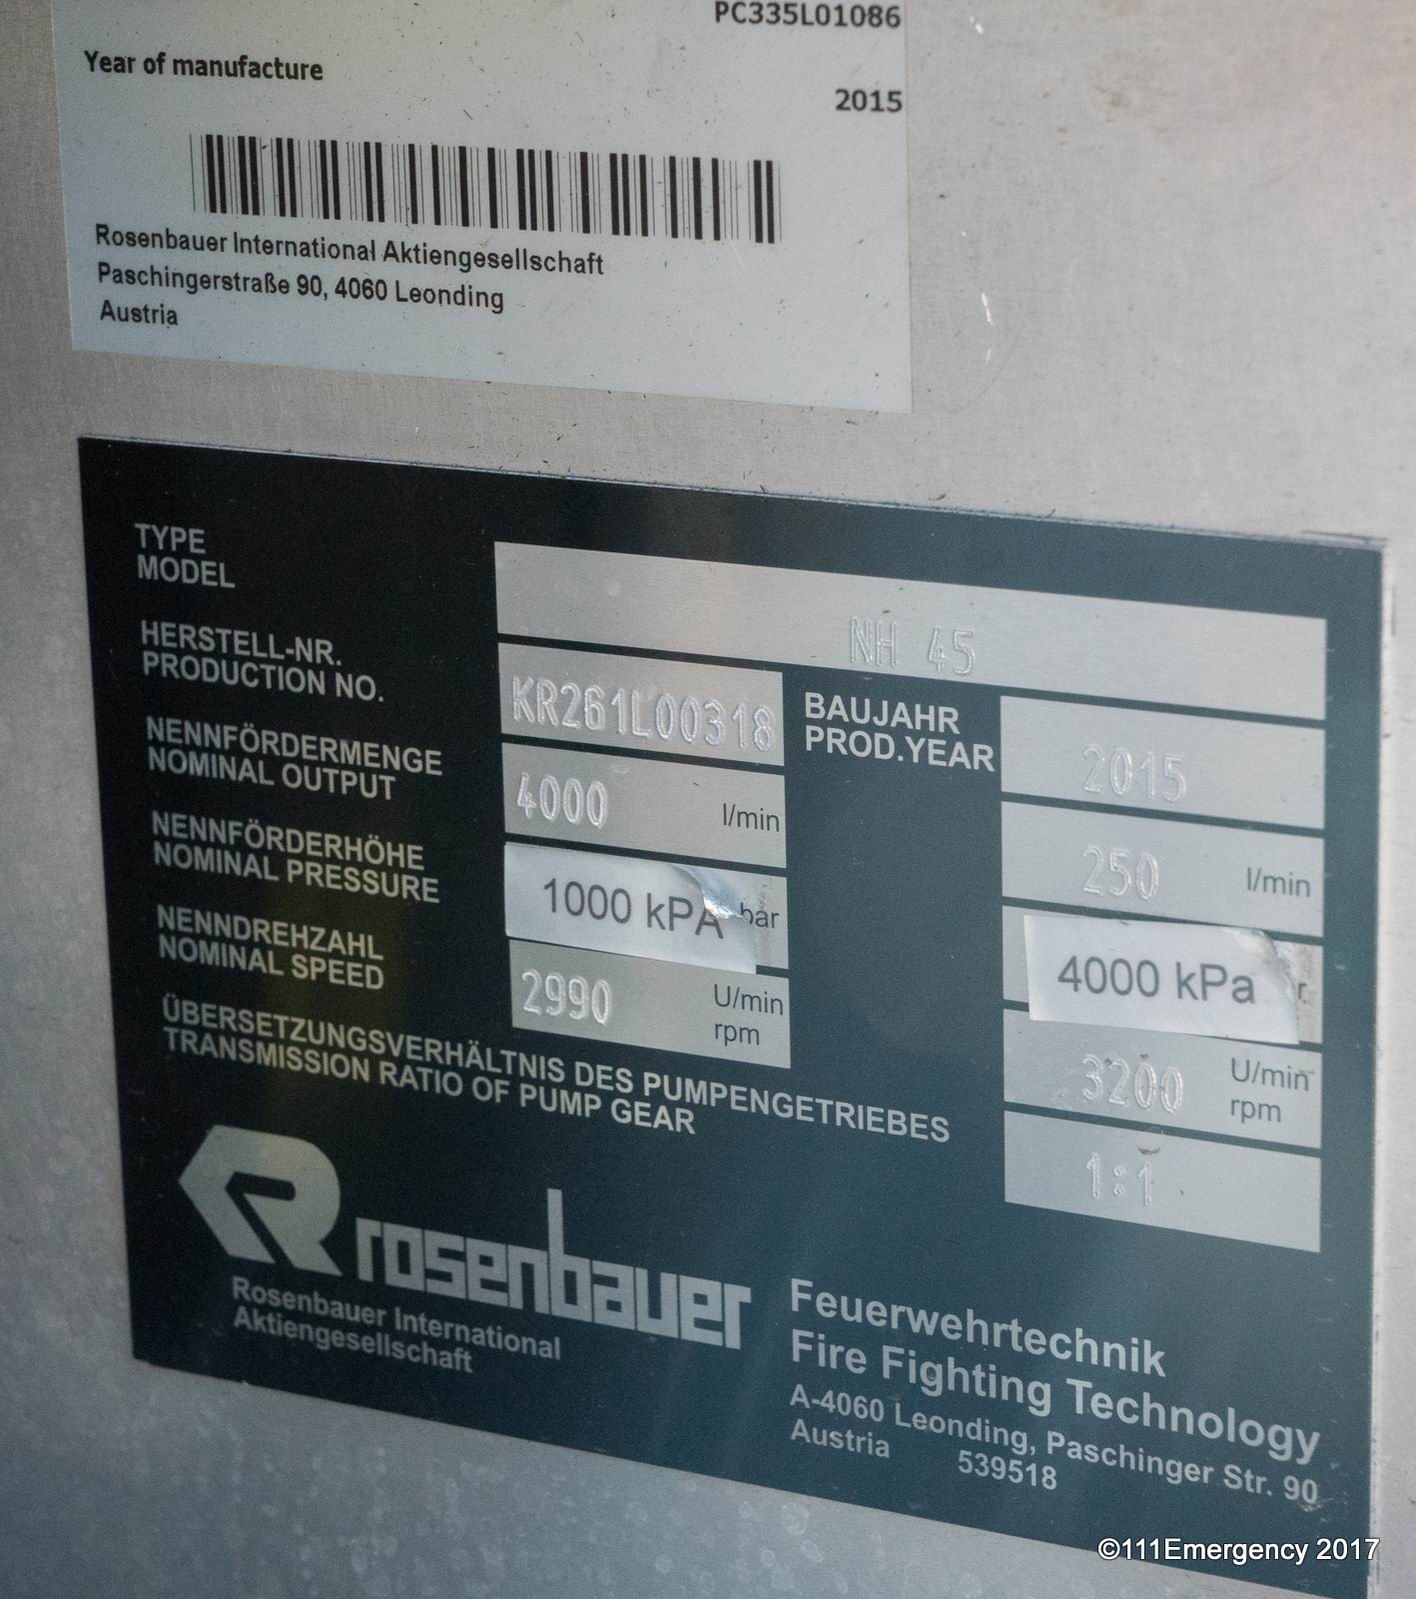 PC335L01086
Year of manufacture
2015
Rosenbauer International Aktiengesellschaft
Paschingerstraße 90, 4060 Leonding
Austria
TYPE
MODEL
NH 45
HERSTELL-NR.
PRODUCTION NO.
KR261L00318
BAUJAHR
PROD.YEAR
2015
NENNFÖRDERMENGE
NOMINAL OUTPUT
4000 l/min
250 l/min
NENNFÖRDERHÖHE
NOMINAL PRESSURE
1000 kPA bar
4000 kPa r
NENNDREHZAHL
NOMINAL SPEED
2990 U/min
rpm
3200 U/min
rpm
ÜBERSETZUNGSVERHÄLTNIS DES PUMPENGETRIEBES
TRANSMISSION RATIO OF PUMP GEAR
1:1
R rosenbauer
Rosenbauer International
Aktiengesellschaft
Feuerwehrtechnik
Fire Fighting Technology
A-4060 Leonding, Paschinger Str. 90
Austria 539518
©111Emergency 2017